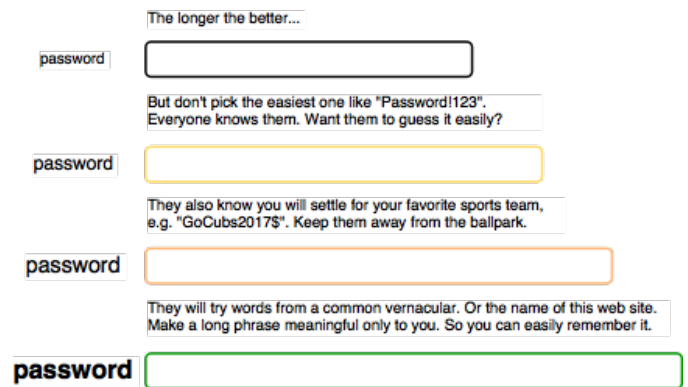 The longer the better...
password
But don't pick the easiest one like "Password!123".
Everyone knows them. Want them to guess it easily?
password
They also know you will settle for your favorite sports team,
e.g. "GoCubs2017$". Keep them away from the ballpark.
password
They will try words from a common vernacular. Or the name of this web site.
Make a long phrase meaningful only to you. So you can easily remember it.
password